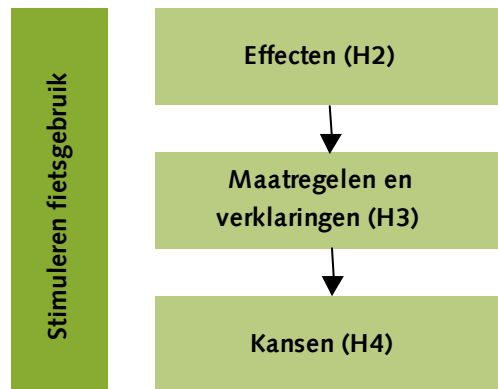 Stimuleren fietsgebruik
Effecten (H2)
Maatregelen en
verklaringen (H3)
Kansen (H4)